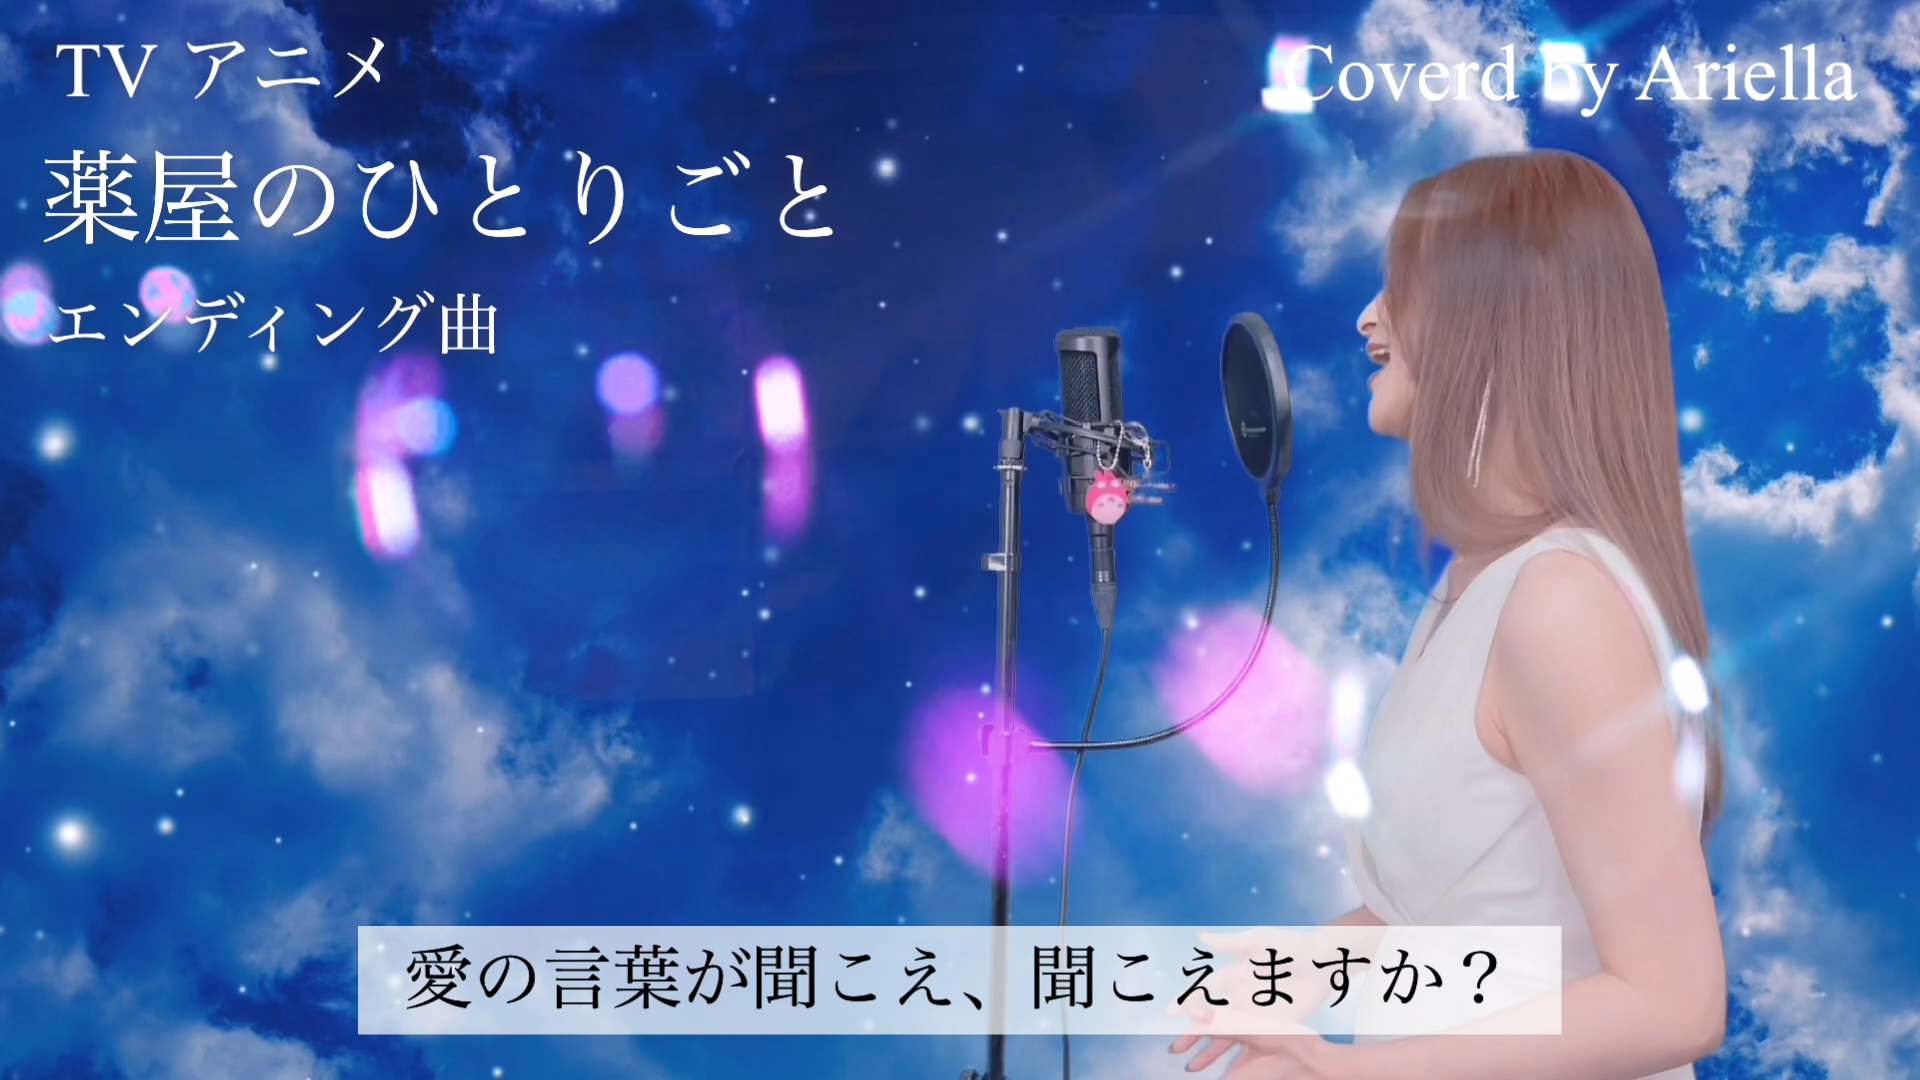 TV アニメ
Coverd by Ariella
薬屋のひとりごと
エンディング曲
愛の言葉が聞こえ、聞こえますか？